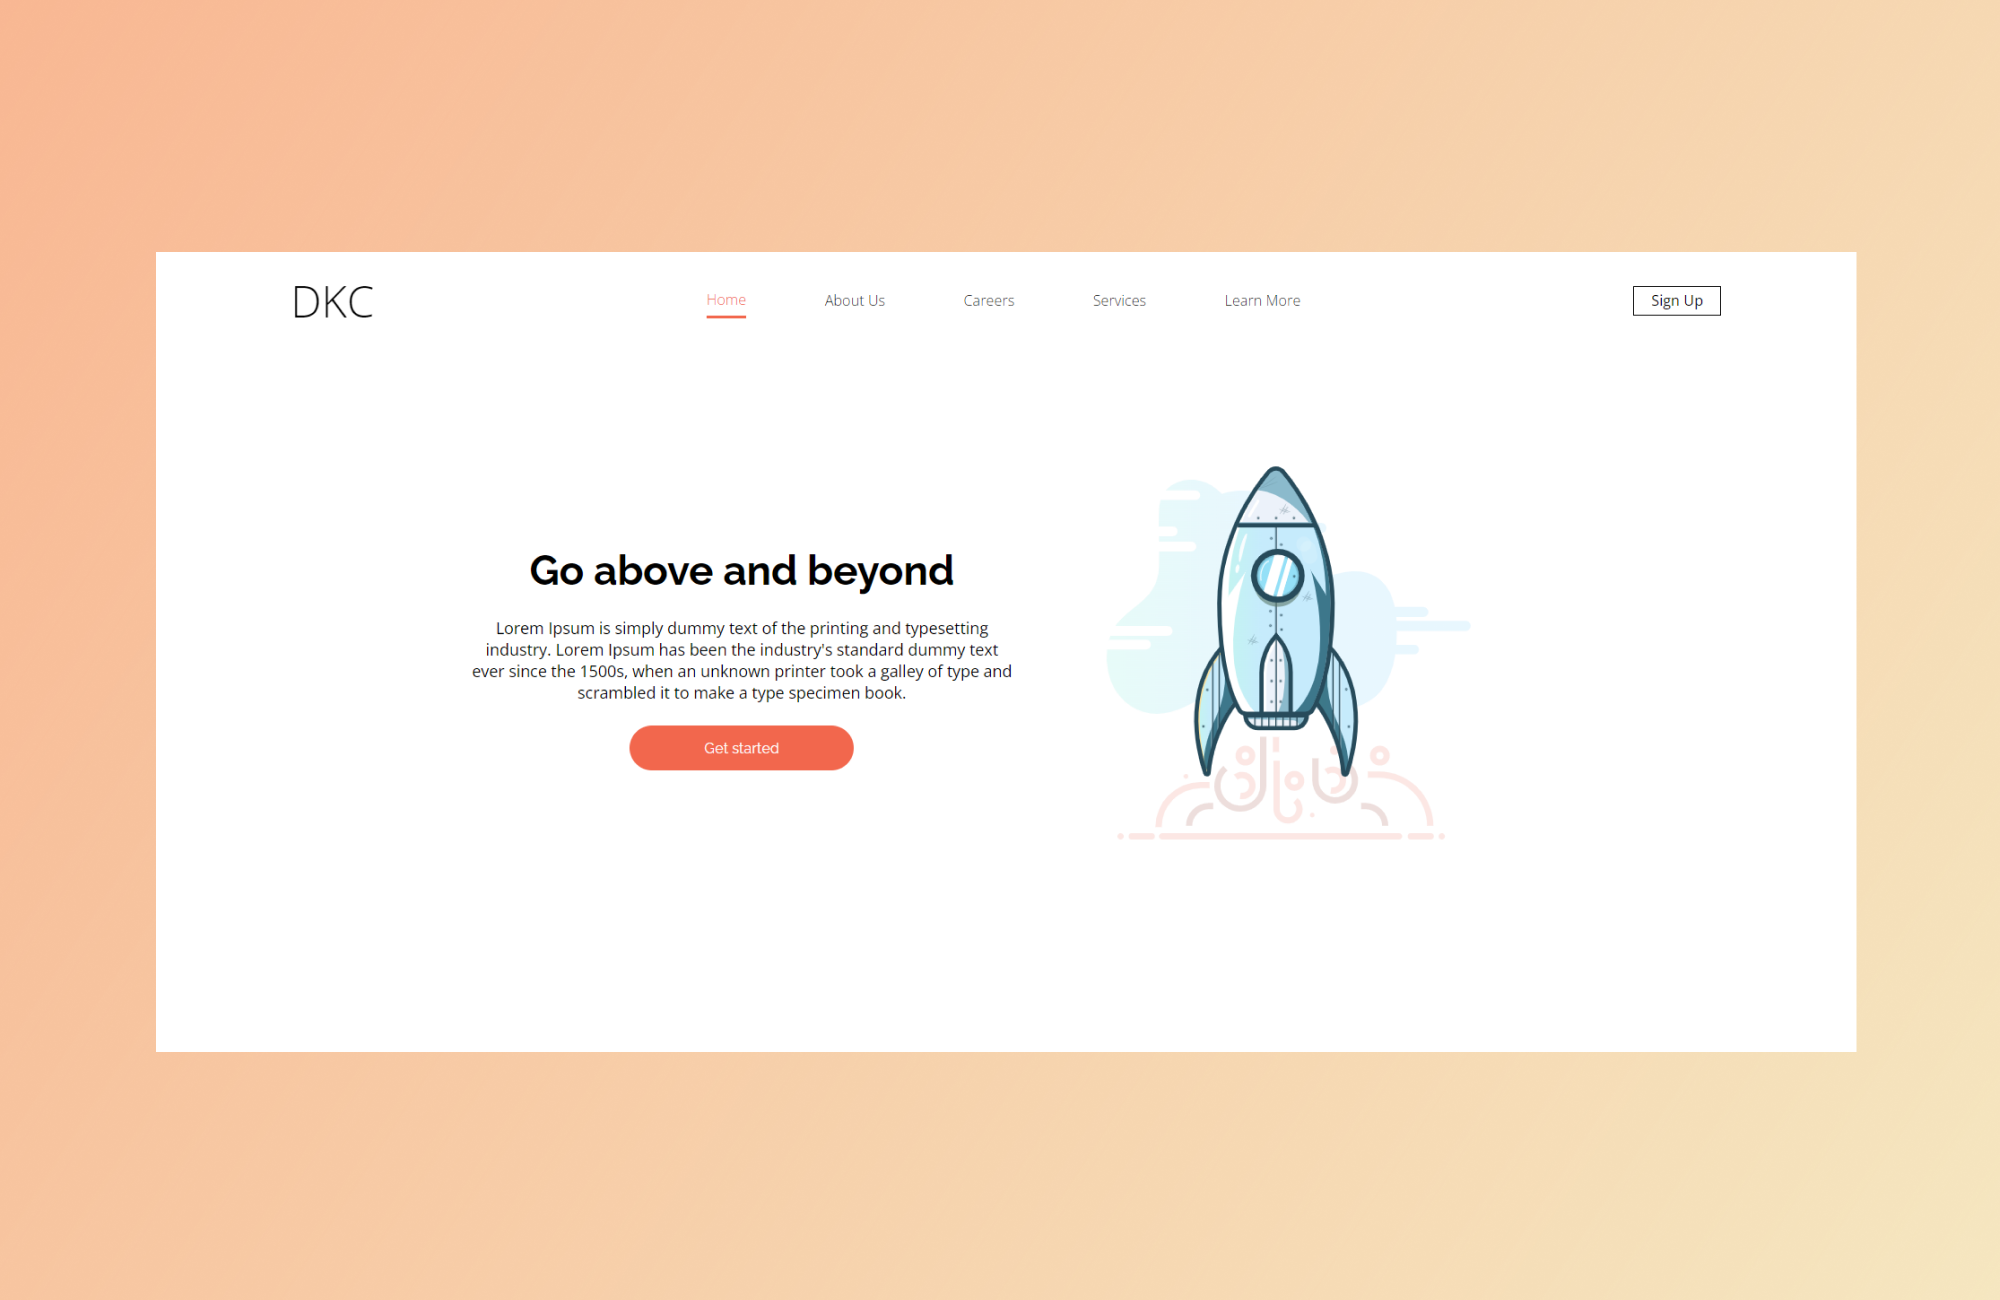 DKC
Home
About Us
Careers
Services
Learn More
Sign Up
Go above and beyond
Lorem Ipsum is simply dummy text of the printing and typesetting
industry. Lorem Ipsum has been the industry's standard dummy text
ever since the 1500s, when an unknown printer took a galley of type and
scrambled it to make a type specimen book.
Get started